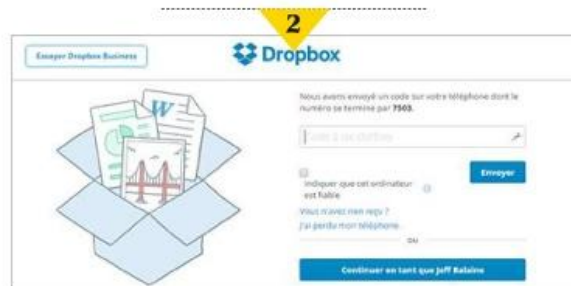 2
Essayer Dropbox Business
Dropbox
W
Nous avons envoyé un code sur votre téléphone dont le
numéro se termine par 7503.
Envoyer
Indiquer que cet ordinateur
est fiable
Vous n'avez rien reçu ?
J'ai perdu mon téléphone.
ou
Continuer en tant que Jeff Balaine